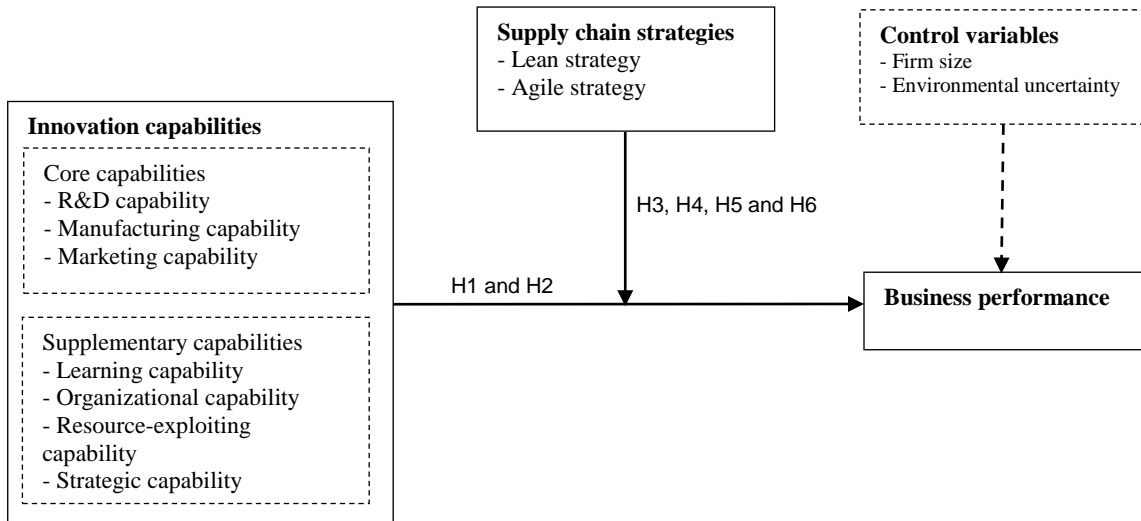 Supply chain strategies
- Lean strategy
- Agile strategy
Control variables
- Firm size
- Environmental uncertainty
Innovation capabilities
Core capabilities
- R&D capability
- Manufacturing capability
- Marketing capability
H3, H4, H5 and H6
H1 and H2
Business performance
Supplementary capabilities
- Learning capability
- Organizational capability
- Resource-exploiting
capability
- Strategic capability